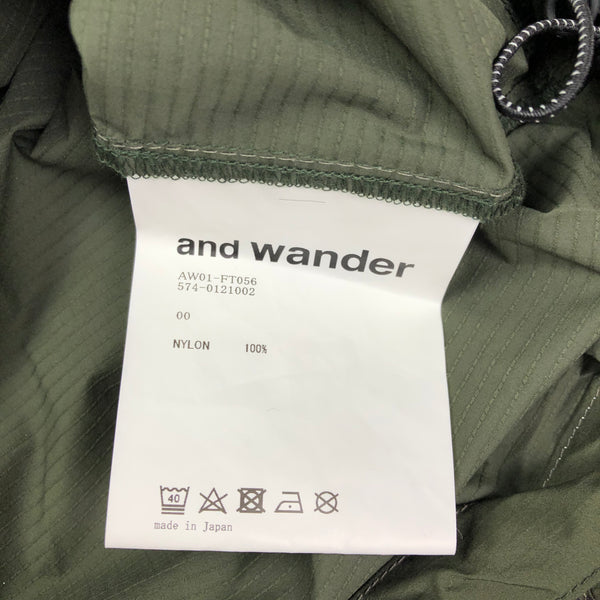 and wander
AW01-FT056
574-0121002
00
NYLON 100%
40
made in Japan